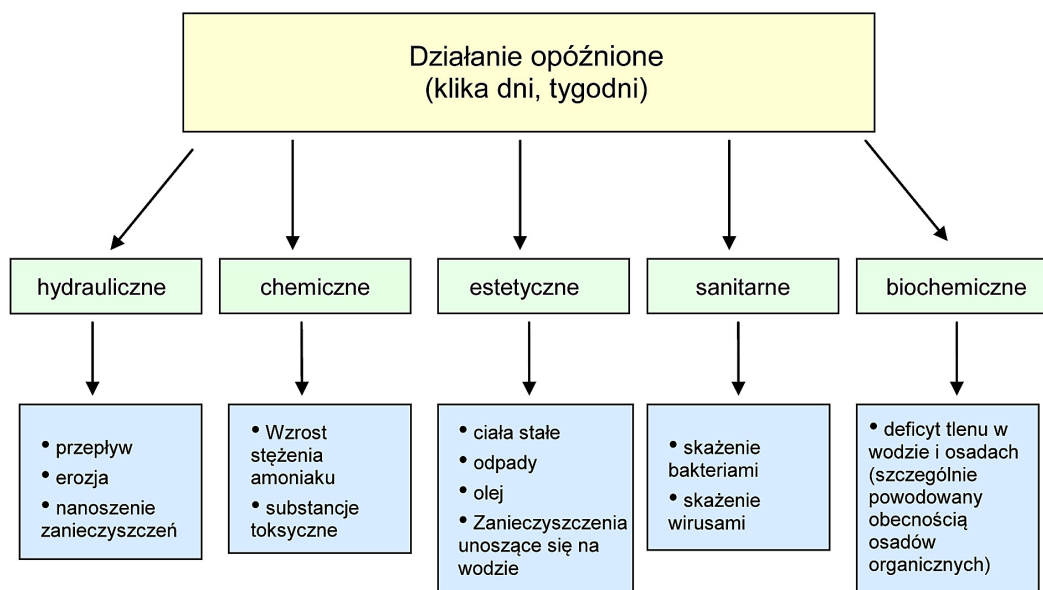 Działanie opóźnione
(klika dni, tygodni)
hydrauliczne
chemiczne
estetyczne
sanitarne
biochemiczne
• przepływ
• erozja
• nanoszenie
zanieczyszczeń
• Wzrost
stężenia
amoniaku
• substancje
toksyczne
• ciała stałe
• odpady
• olej
• Zanieczyszczenia
unoszące się na
wodzie
• skażenie
bakteriami
• skażenie
wirusami
• deficyt tlenu w
wodzie i osadach
(szczególnie
powodowany
obecnością
osadów
organicznych)